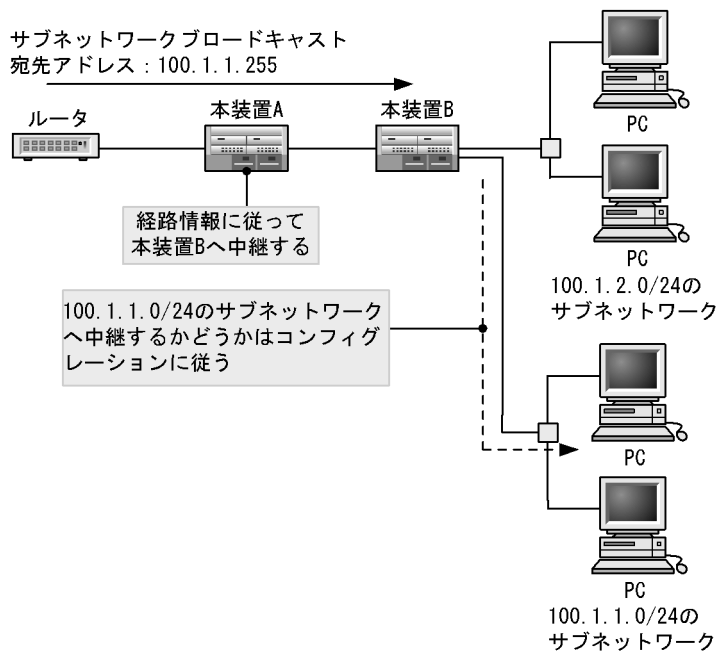 サブネットワークブロードキャスト
宛先アドレス：100.1.1.255
ルータ
本装置A
本装置B
PC
経路情報に従って
本装置Bへ中継する
PC
100.1.2.0/24の
サブネットワーク
100.1.1.0/24のサブネットワーク
へ中継するかどうかはコンフィグ
レーションに従う
PC
PC
100.1.1.0/24の
サブネットワーク